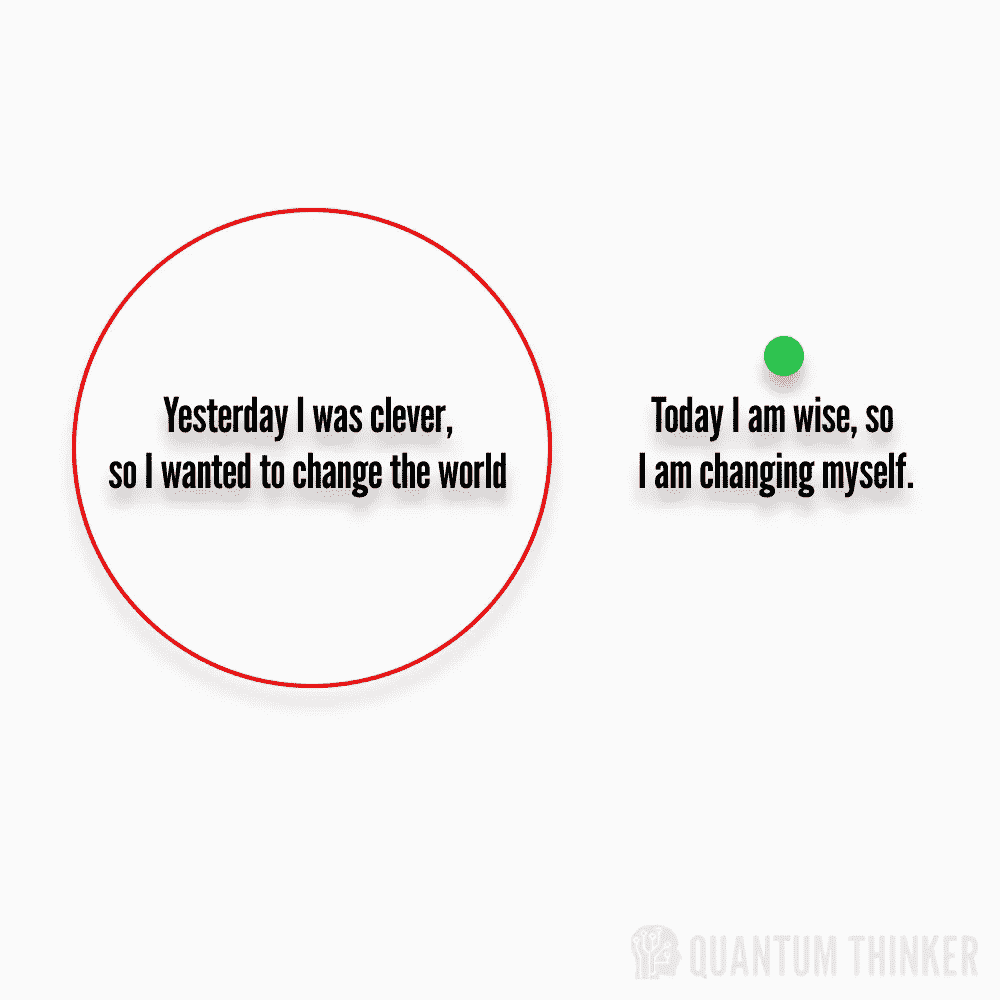 Yesterday I was clever,
so I wanted to change the world
Today I am wise, so
I am changing myself.
QUANTUM THINKER